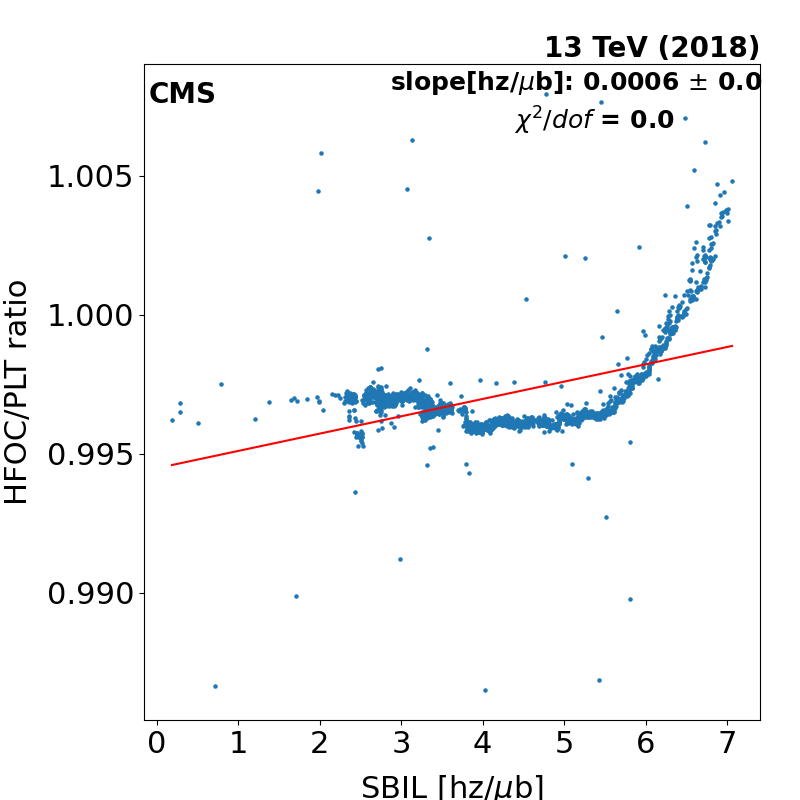 13 TeV (2018)
CMS
slope[hz/μb]: 0.0006 ± 0.0
χ²/dof = 0.0
HFOC/PLT ratio
1.005
1.000
0.995
0.990
0 1 2 3 4 5 6 7
SBIL [hz/μb]